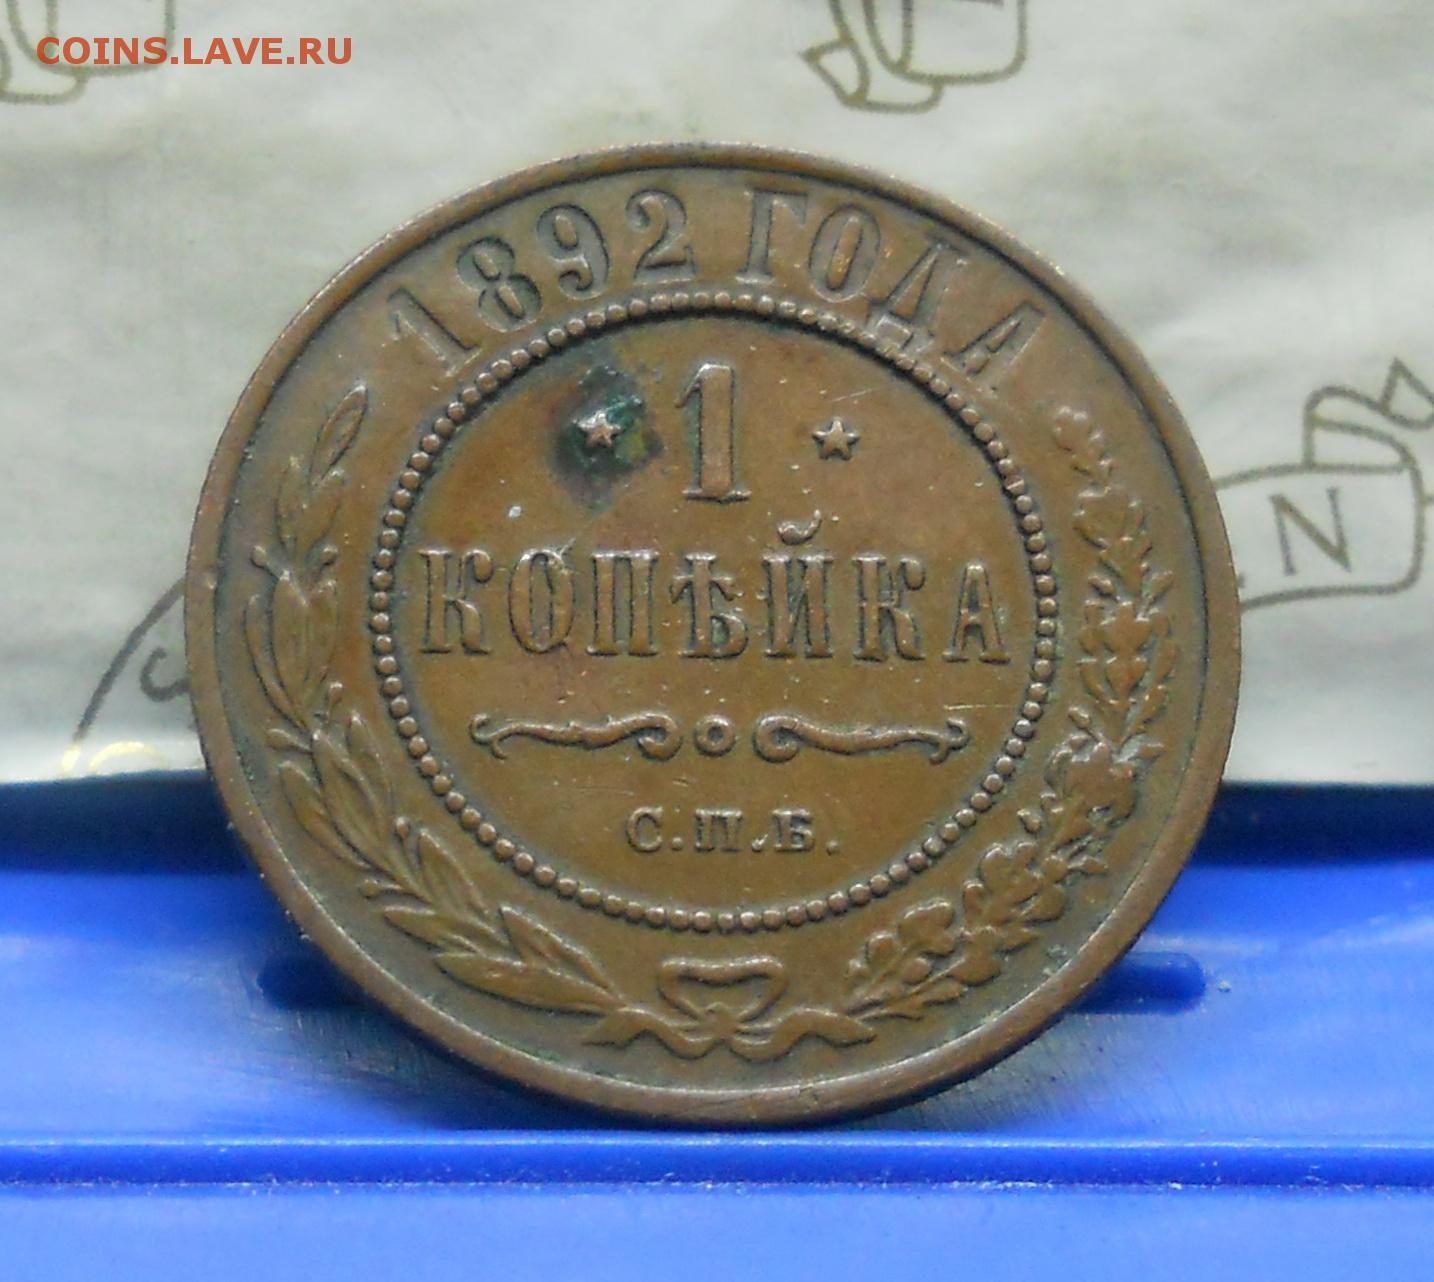 COINS.LAVE.RU
1892 ГОДА
1
КОПѢЙКА
С.П.Б.
N